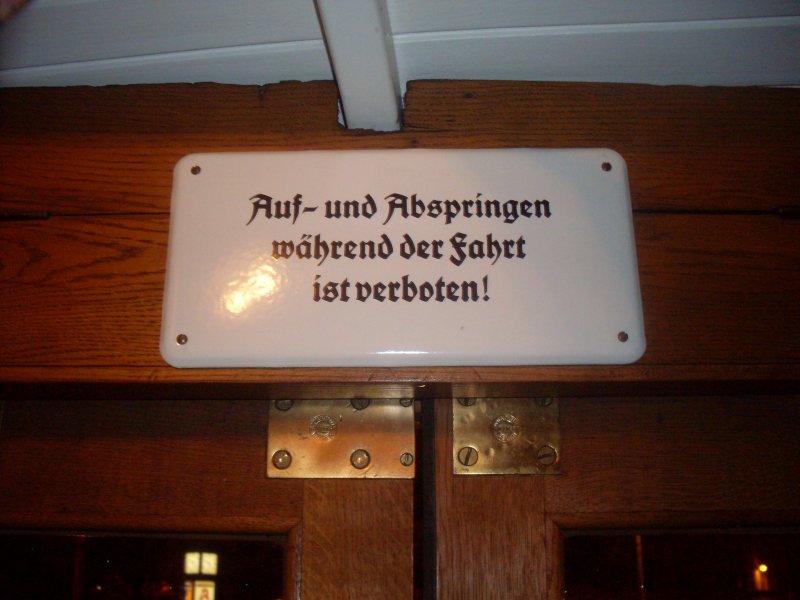 Auf- und Abspringen
während der Fahrt
ist verboten!